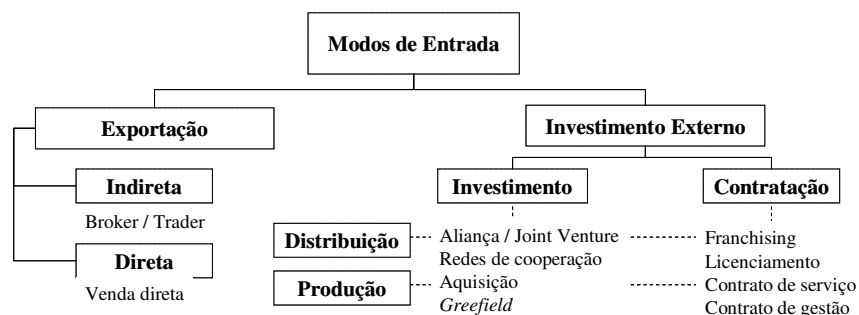 Modos de Entrada
Exportação
Investimento Externo
Indireta
Broker / Trader
Direta
Venda direta
Investimento
Contratação
Distribuição
Produção
Aliança / Joint Venture
Redes de cooperação
Aquisição
Greefield
Franchising
Licenciamento
Contrato de serviço
Contrato de gestão